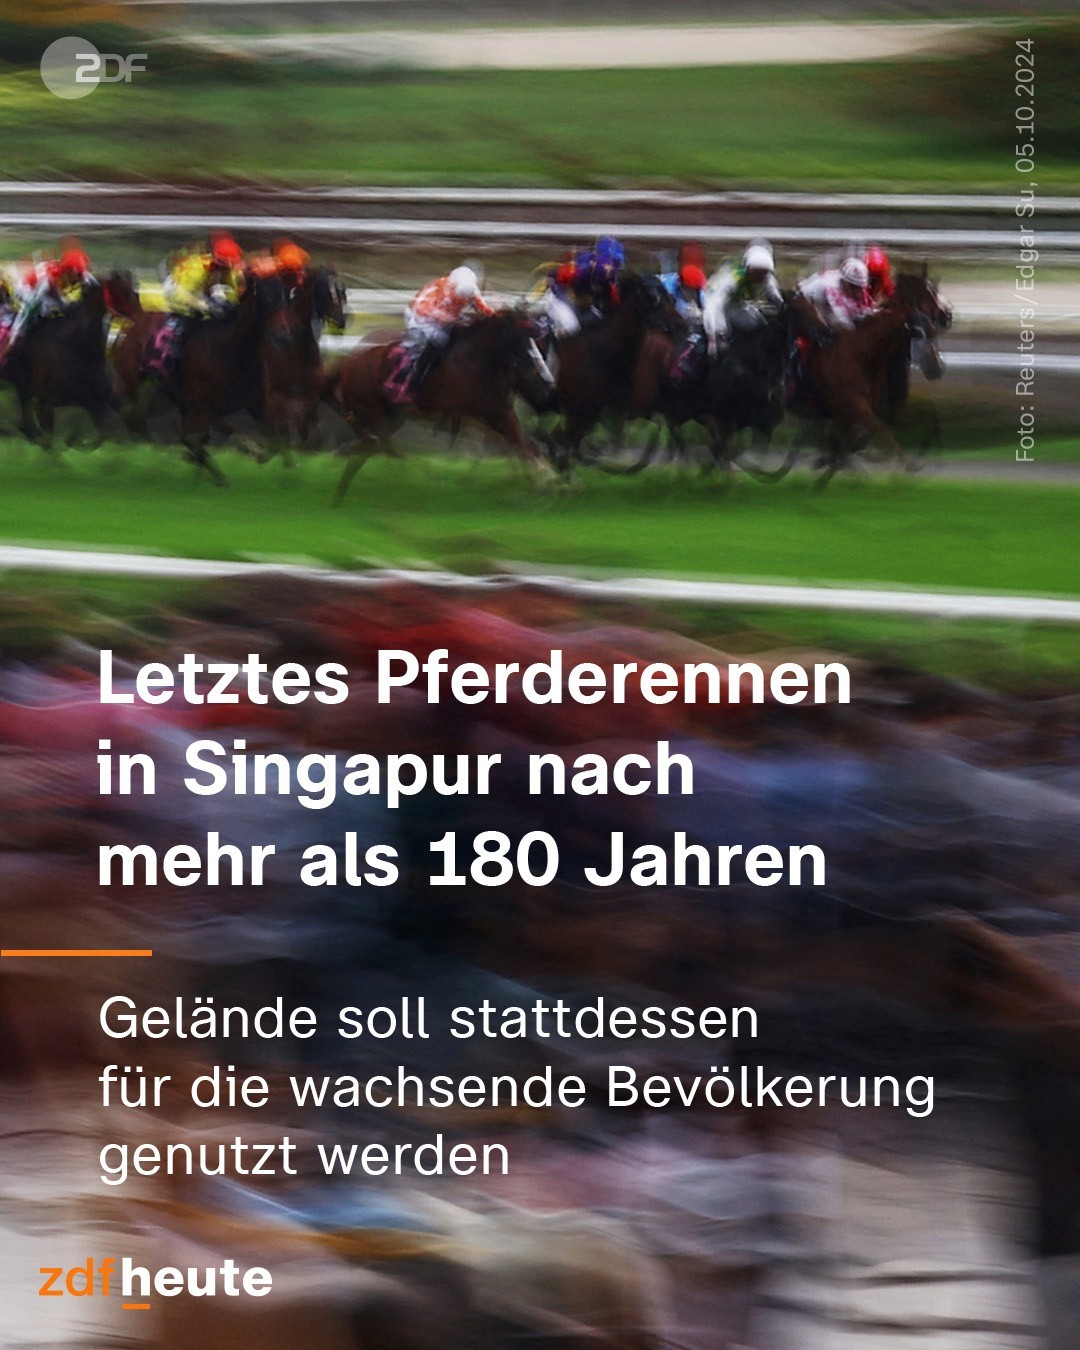 ZDF
Foto: Reuters/Edgar Su, 05.10.2024
Letztes Pferderennen
in Singapur nach
mehr als 180 Jahren
Gelände soll stattdessen
für die wachsende Bevölkerung
genutzt werden
zdfheute